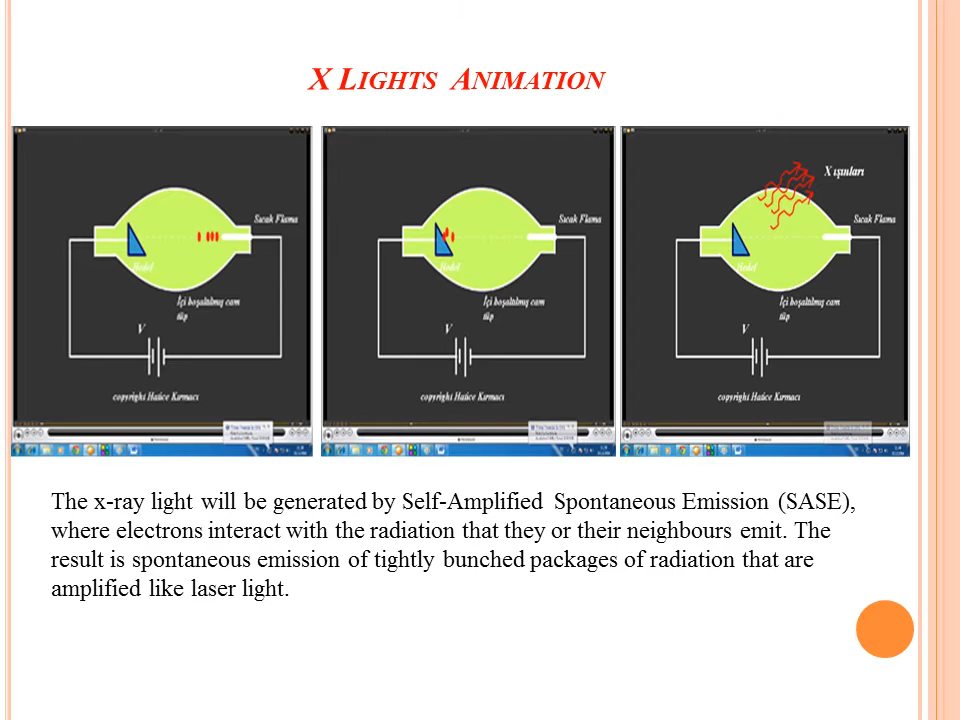 X LIGHTS ANIMATION
Sıcak Flama
Hedef
İçi boşaltılmış cam
tüp
V
copyright Hatice Kırmacı
Sıcak Flama
Hedef
İçi boşaltılmış cam
tüp
V
copyright Hatice Kırmacı
X ışınları
Sıcak Flama
Hedef
İçi boşaltılmış cam
tüp
V
copyright Hatice Kırmacı
The x-ray light will be generated by Self-Amplified Spontaneous Emission (SASE),
where electrons interact with the radiation that they or their neighbours emit. The
result is spontaneous emission of tightly bunched packages of radiation that are
amplified like laser light.